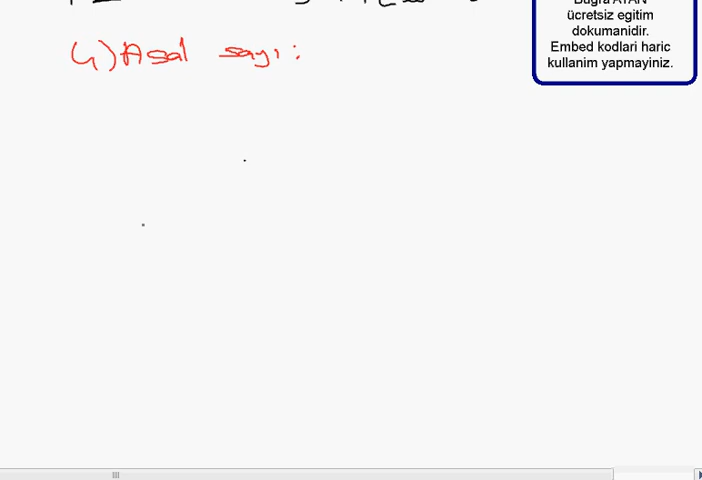 4) Asal sayı:
Buğra AYAN
ücretsiz egitim
dokumanidir.
Embed kodlari haric
kullanim yapmayiniz.